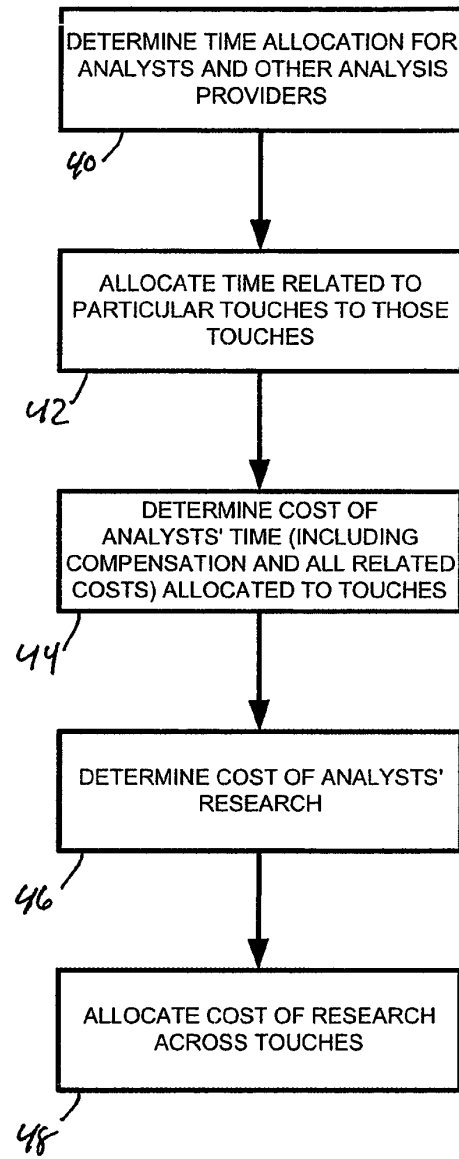 DETERMINE TIME ALLOCATION FOR
ANALYSTS AND OTHER ANALYSIS
PROVIDERS
40
ALLOCATE TIME RELATED TO
PARTICULAR TOUCHES TO THOSE
TOUCHES
42
DETERMINE COST OF
ANALYSTS' TIME (INCLUDING
COMPENSATION AND ALL RELATED
COSTS) ALLOCATED TO TOUCHES
44
DETERMINE COST OF ANALYSTS'
RESEARCH
46
ALLOCATE COST OF RESEARCH
ACROSS TOUCHES
48